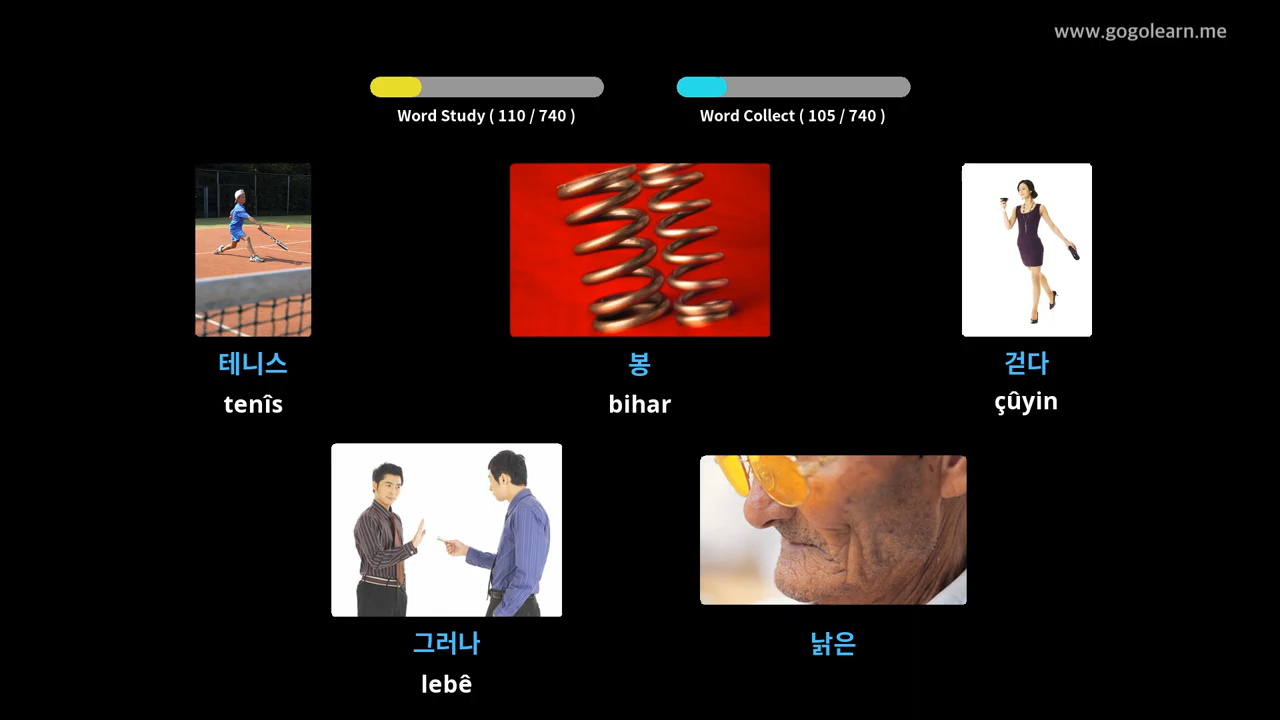 www.gogolearn.me
Word Study ( 110 / 740 )
Word Collect ( 105 / 740 )
테니스
tenîs
봉
bihar
걷다
çûyin
그러나
lebê
낡은